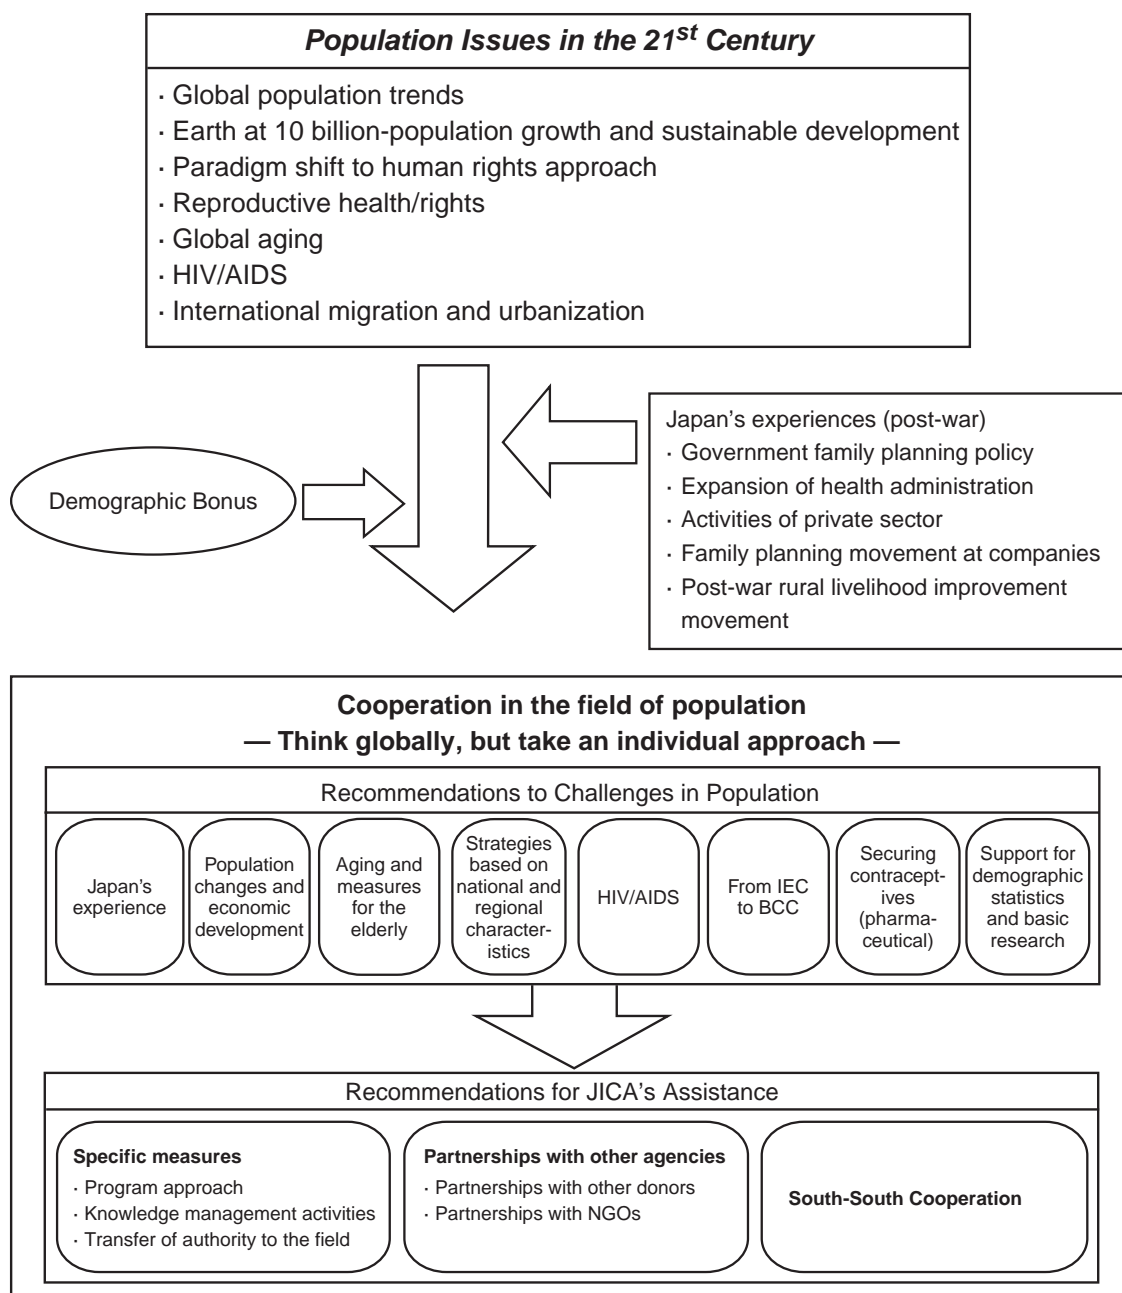 Population Issues in the 21st Century
· Global population trends
· Earth at 10 billion-population growth and sustainable development
· Paradigm shift to human rights approach
· Reproductive health/rights
· Global aging
· HIV/AIDS
· International migration and urbanization
Demographic Bonus
Japan's experiences (post-war)
· Government family planning policy
· Expansion of health administration
· Activities of private sector
· Family planning movement at companies
· Post-war rural livelihood improvement
movement
Cooperation in the field of population
— Think globally, but take an individual approach —
Recommendations to Challenges in Population
Japan's
experience
Population
changes and
economic
development
Aging and
measures
for the
elderly
Strategies
based on
national and
regional
character-
istics
HIV/AIDS
From IEC
to BCC
Securing
contracept-
ives
(pharma-
ceutical)
Support for
demographic
statistics
and basic
research
Recommendations for JICA's Assistance
Specific measures
· Program approach
· Knowledge management activities
· Transfer of authority to the field
Partnerships with other agencies
· Partnerships with other donors
· Partnerships with NGOs
South-South Cooperation